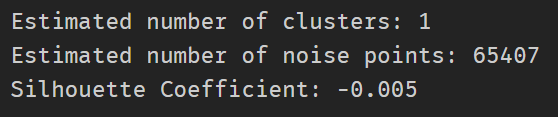 Estimated number of clusters: 1
Estimated number of noise points: 65407
Silhouette Coefficient: -0.005